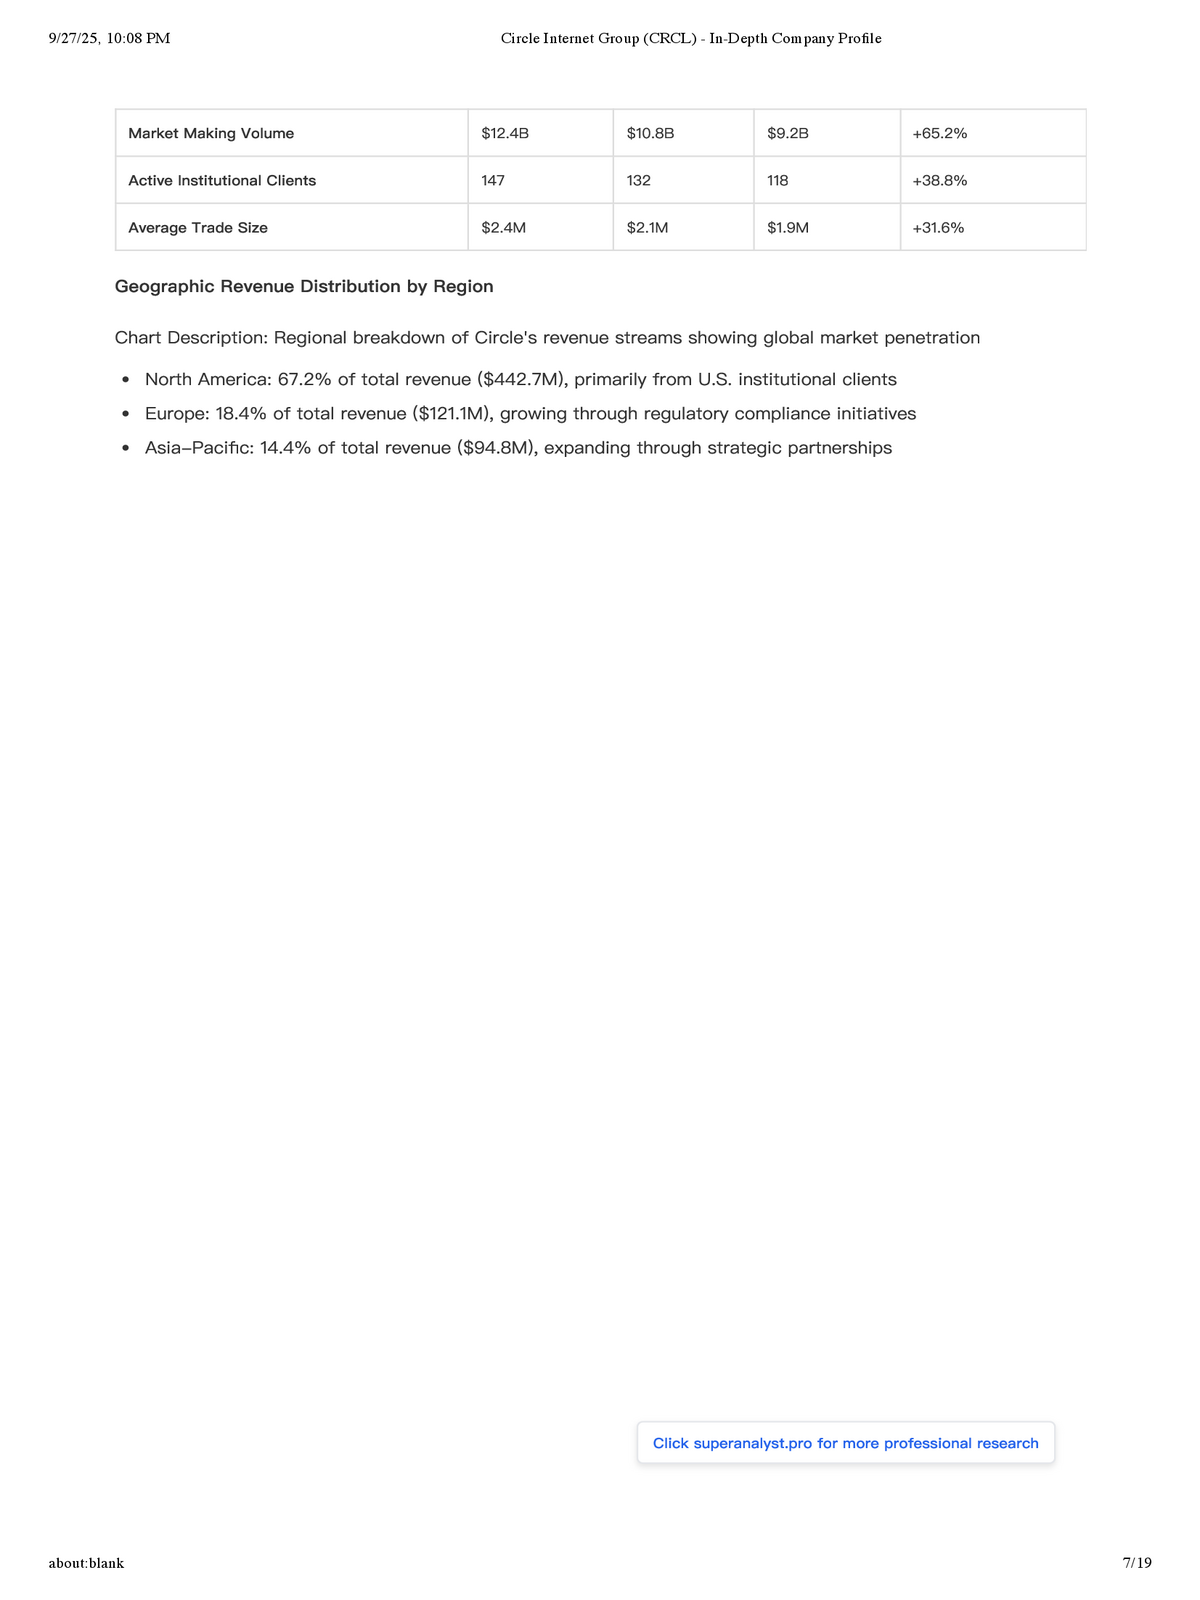 9/27/25, 10:08 PM Circle Internet Group (CRCL) - In-Depth Company Profile
Market Making Volume $12.4B $10.8B $9.2B +65.2%
Active Institutional Clients 147 132 118 +38.8%
Average Trade Size $2.4M $2.1M $1.9M +31.6%
Geographic Revenue Distribution by Region
Chart Description: Regional breakdown of Circle's revenue streams showing global market penetration
• North America: 67.2% of total revenue ($442.7M), primarily from U.S. institutional clients
• Europe: 18.4% of total revenue ($121.1M), growing through regulatory compliance initiatives
• Asia–Pacific: 14.4% of total revenue ($94.8M), expanding through strategic partnerships
Click superanalyst.pro for more professional research
about:blank 7/19